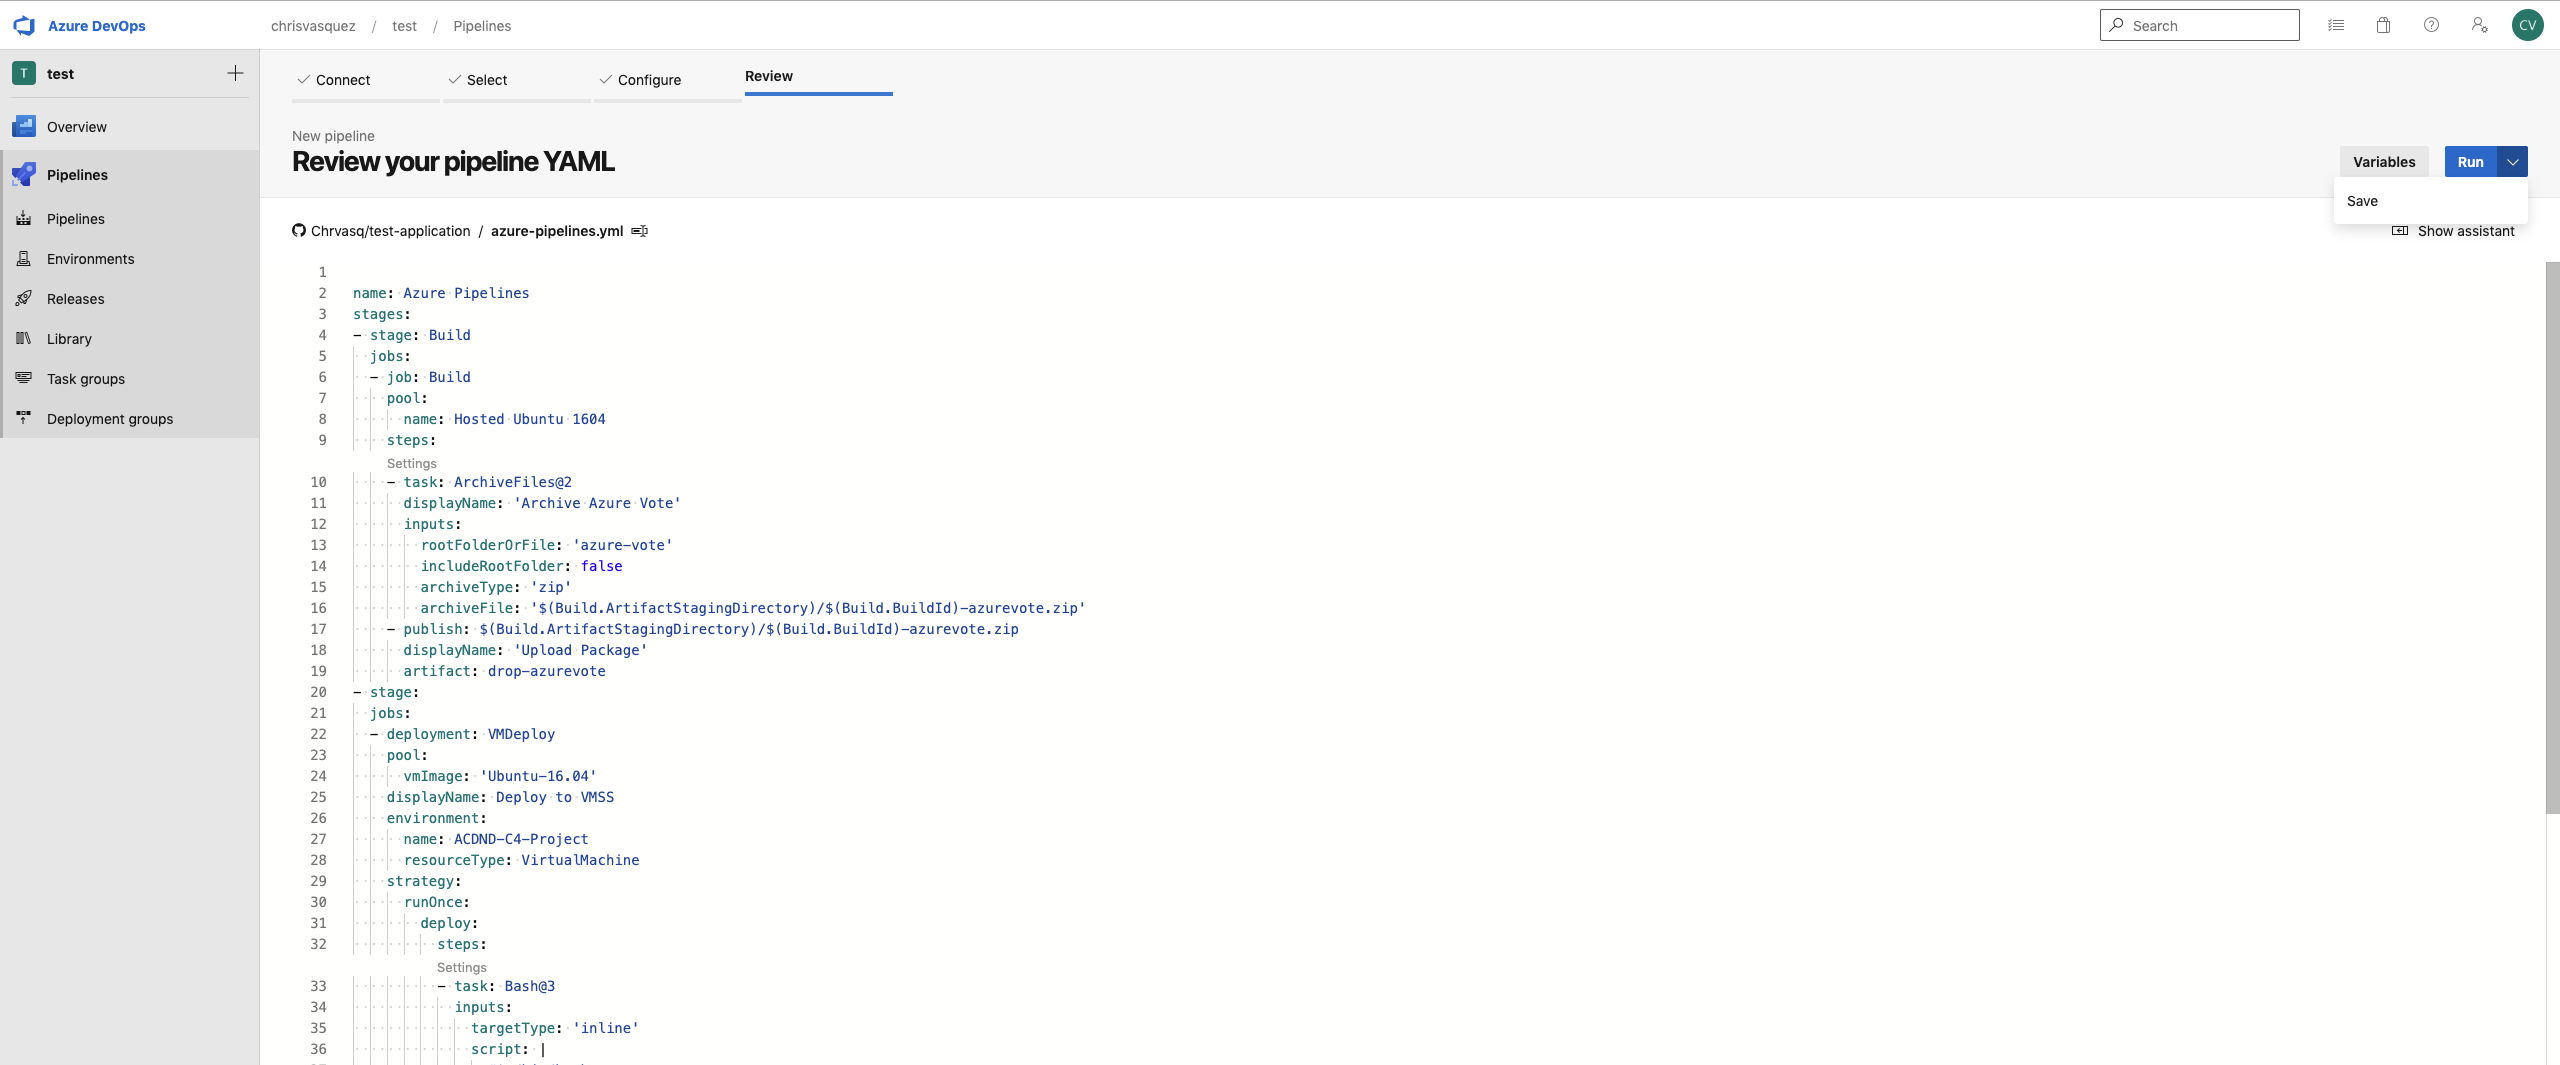 Azure DevOps
chrisvasquez / test / Pipelines
Search
CV
T test
Overview
Pipelines
Pipelines
Environments
Releases
Library
Task groups
Deployment groups
Connect
Select
Configure
Review
New pipeline
Review your pipeline YAML
Variables
Run
Save
Chrvasq/test-application / azure-pipelines.yml
Show assistant
1
2 name: Azure Pipelines
3 stages:
4 - stage: Build
5 jobs:
6 - job: Build
7 pool:
8 name: Hosted Ubuntu 1604
9 steps:
Settings
10 - task: ArchiveFiles@2
11 displayName: 'Archive Azure Vote'
12 inputs:
13 rootFolderOrFile: 'azure-vote'
14 includeRootFolder: false
15 archiveType: 'zip'
16 archiveFile: '$(Build.ArtifactStagingDirectory)/$(Build.BuildId)-azurevote.zip'
17 - publish: $(Build.ArtifactStagingDirectory)/$(Build.BuildId)-azurevote.zip
18 displayName: 'Upload Package'
19 artifact: drop-azurevote
20 - stage:
21 jobs:
22 - deployment: VMDeploy
23 pool:
24 vmImage: 'Ubuntu-16.04'
25 displayName: Deploy to VMSS
26 environment:
27 name: ACDND-C4-Project
28 resourceType: VirtualMachine
29 strategy:
30 runOnce:
31 deploy:
32 steps:
Settings
33 - task: Bash@3
34 inputs:
35 targetType: 'inline'
36 script: |